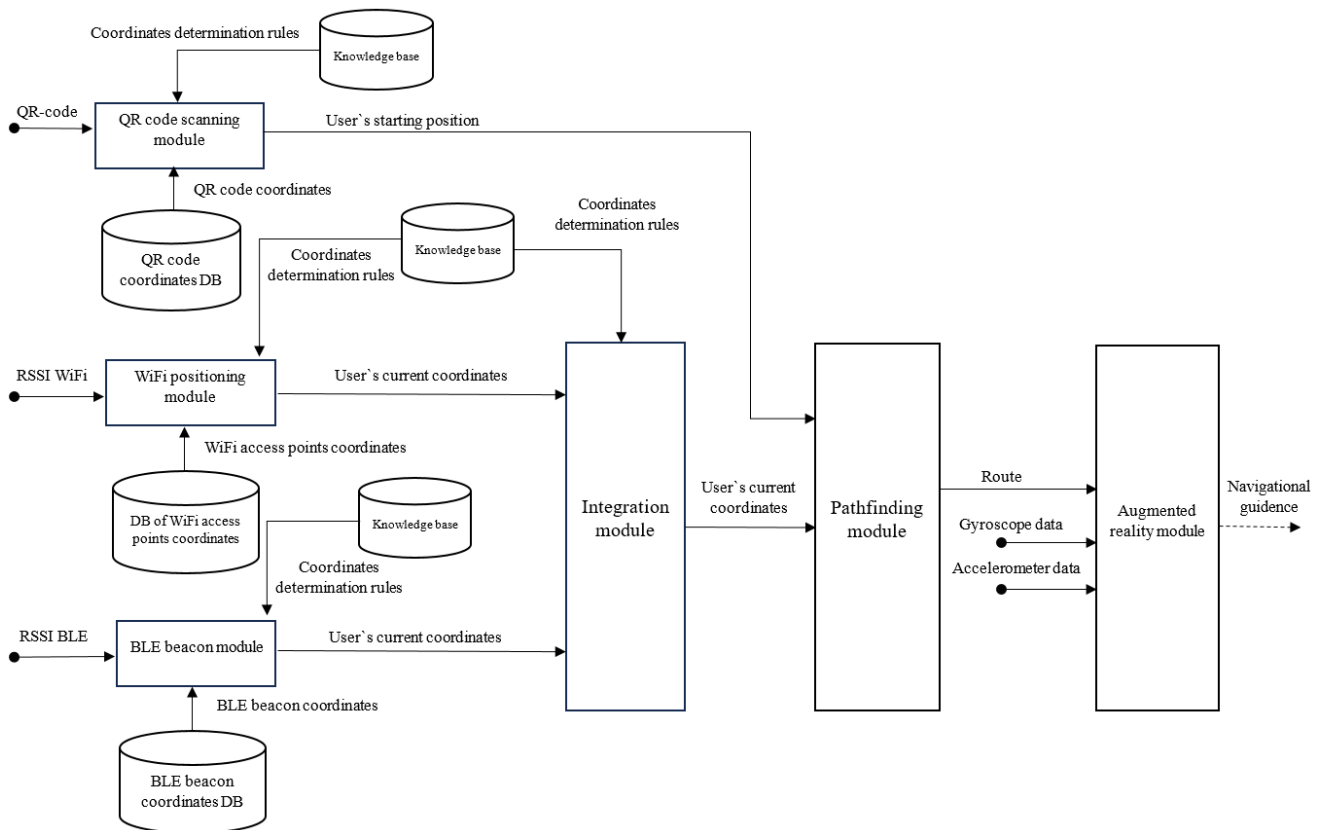 Coordinates determination rules
Knowledge base
QR-code
QR code scanning
module
User`s starting position
QR code coordinates
QR code
coordinates DB
Coordinates
determination rules
Knowledge base
Coordinates
determination rules
RSSI WiFi
WiFi positioning
module
User`s current coordinates
WiFi access points coordinates
DB of WiFi access
points coordinates
Knowledge base
Coordinates
determination rules
RSSI BLE
BLE beacon module
User`s current coordinates
BLE beacon coordinates
BLE beacon
coordinates DB
Integration
module
User`s current
coordinates
Pathfinding
module
Route
Gyroscope data
Accelerometer data
Augmented
reality module
Navigational
guidence